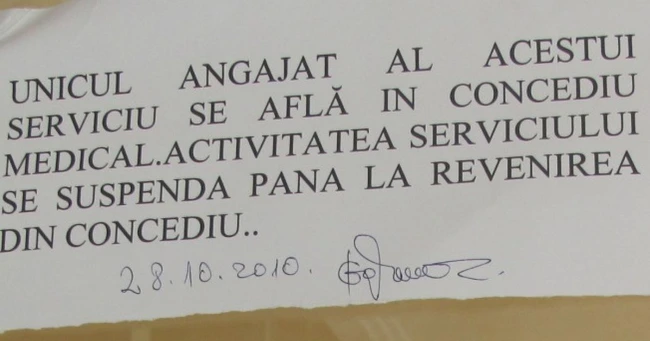 UNICUL ANGAJAT AL ACESTUI
SERVICIU SE AFLĂ IN CONCEDIU
MEDICAL.ACTIVITATEA SERVICIULUI
SE SUSPENDA PANA LA REVENIREA
DIN CONCEDIU..
28.10.2010.